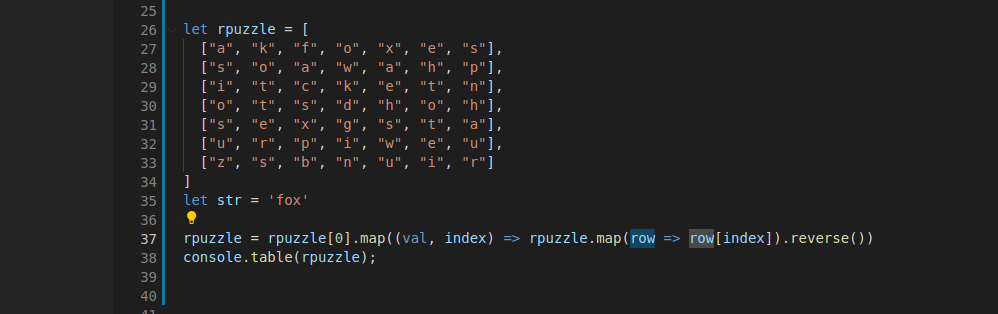 25
26 let rpuzzle = [
27 ["a", "k", "f", "o", "x", "e", "s"],
28 ["s", "o", "a", "w", "a", "h", "p"],
29 ["i", "t", "c", "k", "e", "t", "n"],
30 ["o", "t", "s", "d", "h", "o", "h"],
31 ["s", "e", "x", "g", "s", "t", "a"],
32 ["u", "r", "p", "i", "w", "e", "u"],
33 ["z", "s", "b", "n", "u", "i", "r"]
34 ]
35 let str = 'fox'
36
37 rpuzzle = rpuzzle[0].map((val, index) => rpuzzle.map(row => row[index]).reverse())
38 console.table(rpuzzle);
39
40
41